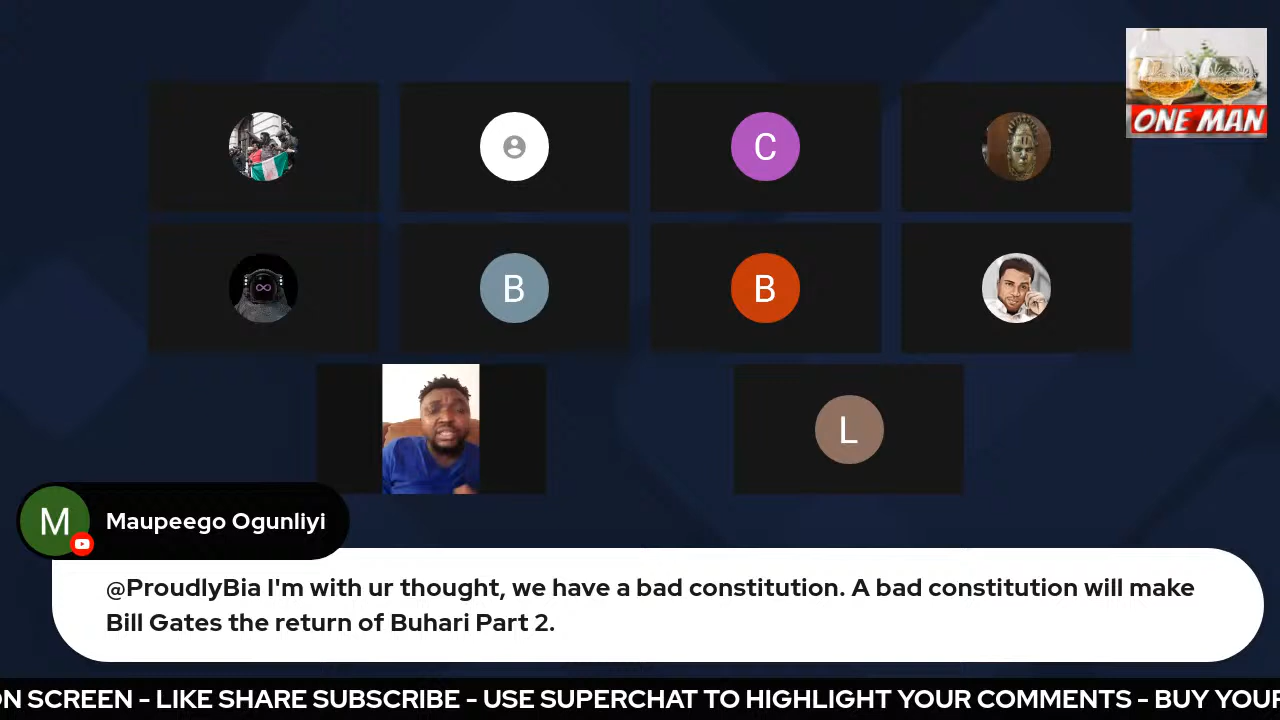 ONE MAN
C
B
B
L
M
Maupeego Ogunliyi
@ProudlyBia I'm with ur thought, we have a bad constitution. A bad constitution will make
Bill Gates the return of Buhari Part 2.
ON SCREEN - LIKE SHARE SUBSCRIBE - USE SUPERCHAT TO HIGHLIGHT YOUR COMMENTS - BUY YOUR